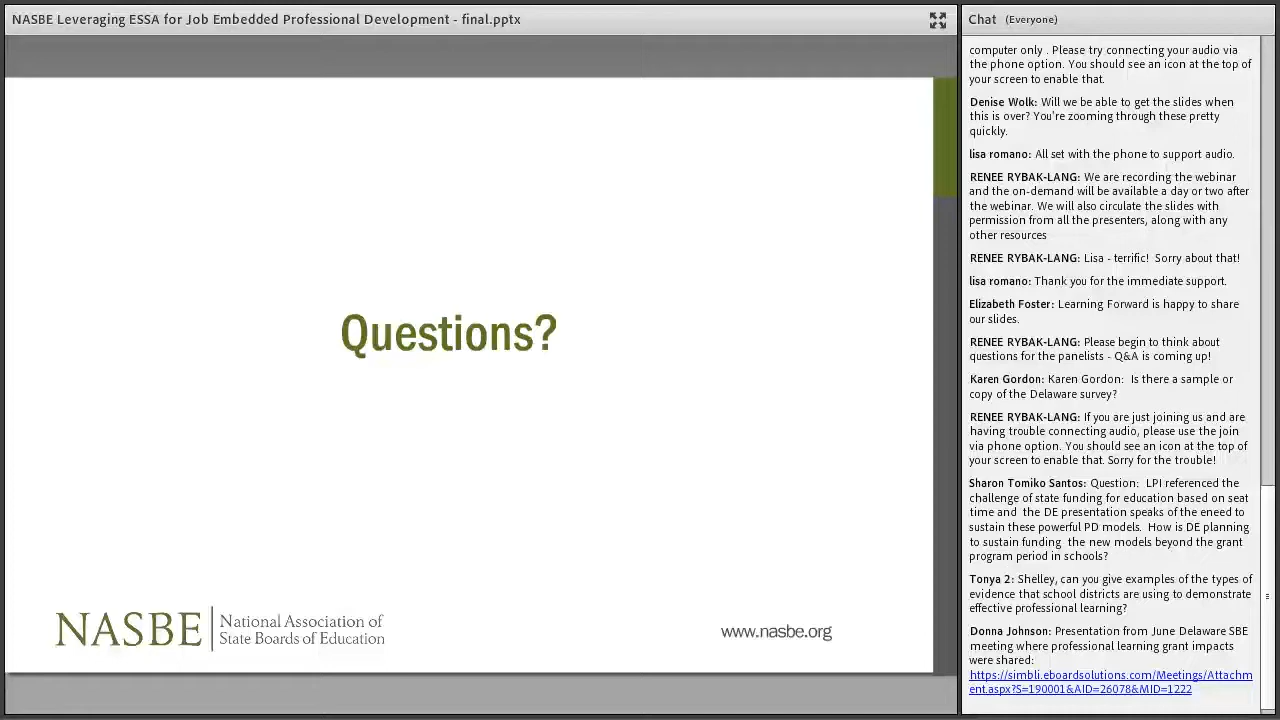 NASBE Leveraging ESSA for Job Embedded Professional Development - final.pptx
Questions?
NASBE
National Association of
State Boards of Education
www.nasbe.org
Chat (Everyone)
computer only . Please try connecting your audio via
the phone option. You should see an icon at the top of
your screen to enable that.
Denise Wolk: Will we be able to get the slides when
this is over? You're zooming through these pretty
quickly.
lisa romano: All set with the phone to support audio.
RENEE RYBAK-LANG: We are recording the webinar
and the on-demand will be available a day or two after
the webinar. We will also circulate the slides with
permission from all the presenters, along with any
other resources
RENEE RYBAK-LANG: Lisa - terrific! Sorry about that!
lisa romano: Thank you for the immediate support.
Elizabeth Foster: Learning Forward is happy to share
our slides.
RENEE RYBAK-LANG: Please begin to think about
questions for the panelists - Q&A is coming up!
Karen Gordon: Karen Gordon: Is there a sample or
copy of the Delaware survey?
RENEE RYBAK-LANG: If you are just joining us and are
having trouble connecting audio, please use the join
via phone option. You should see an icon at the top of
your screen to enable that. Sorry for the trouble!
Sharon Tomiko Santos: Question: LPI referenced the
challenge of state funding for education based on seat
time and the DE presentation speaks of the eneed to
sustain these powerful PD models. How is DE planning
to sustain funding the new models beyond the grant
program period in schools?
Tonya 2: Shelley, can you give examples of the types of
evidence that school districts are using to demonstrate
effective professional learning?
Donna Johnson: Presentation from June Delaware SBE
meeting where professional learning grant impacts
were shared:
https://simbli.eboardsolutions.com/Meetings/Attachm
ent.aspx?S=190001&AID=26078&MID=1222